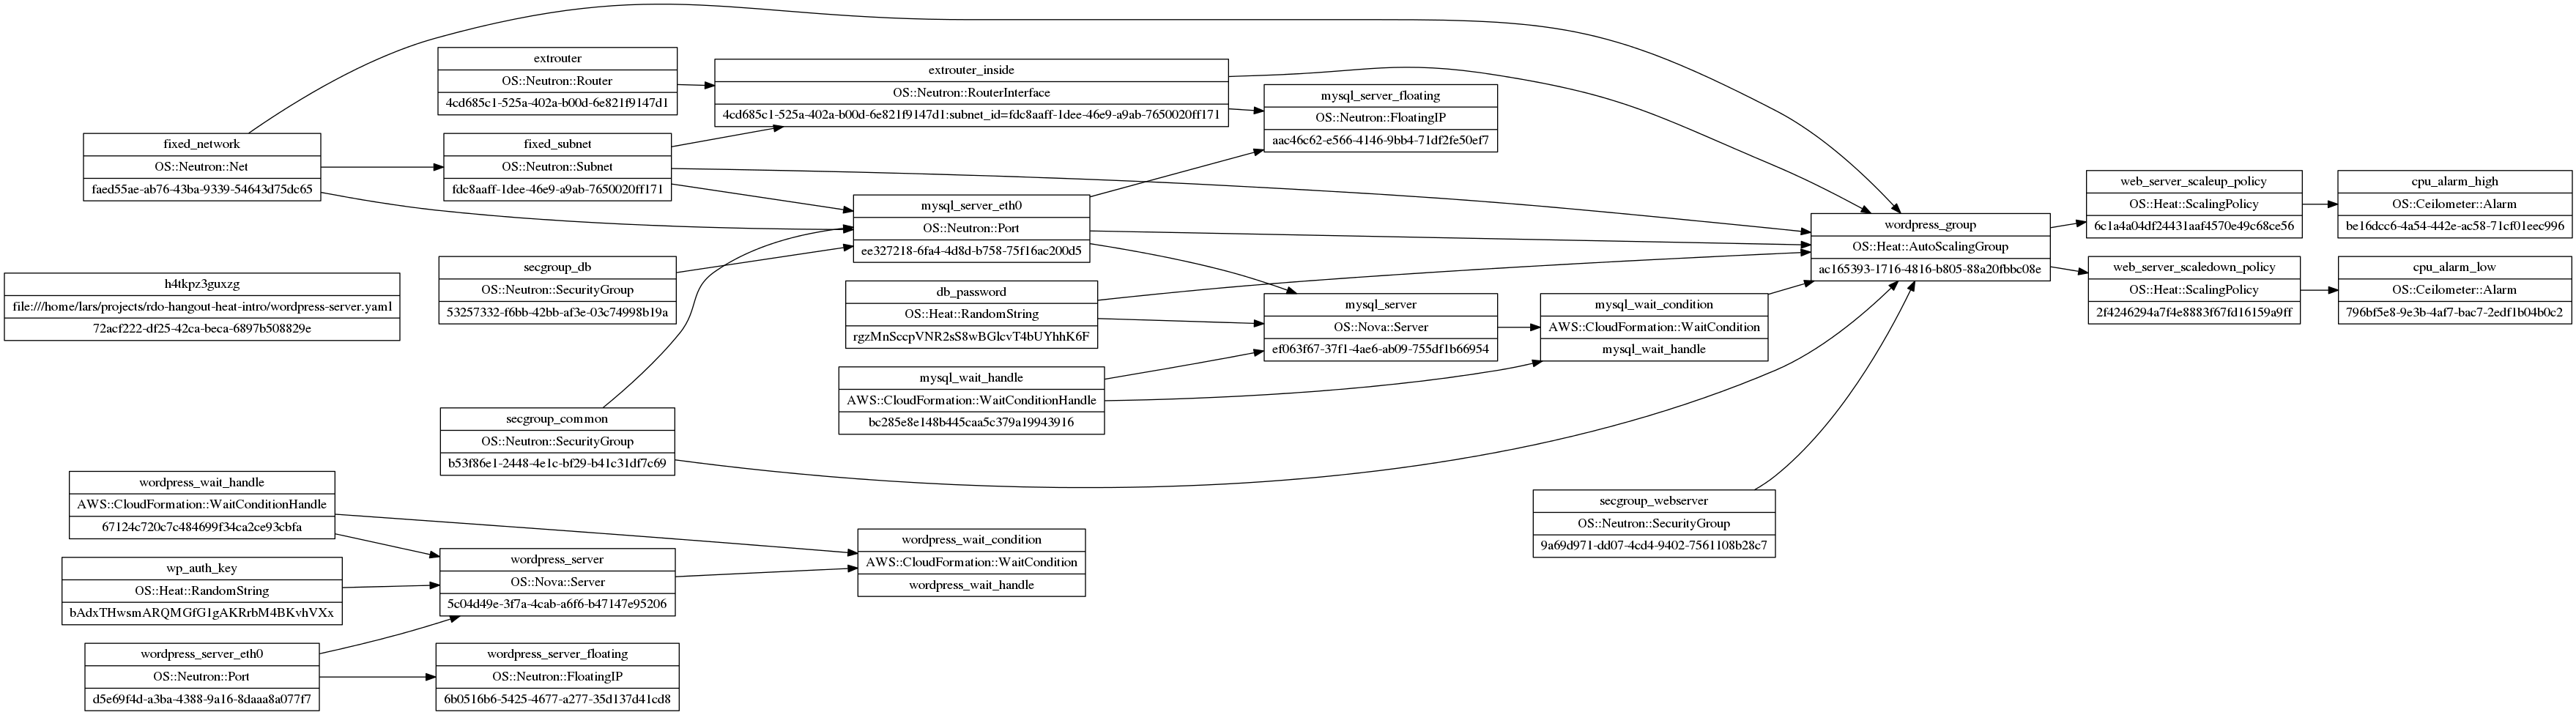 extrouter
OS::Neutron::Router
4cd685c1-525a-402a-b00d-6e821f9147d1
extrouter_inside
OS::Neutron::RouterInterface
4cd685c1-525a-402a-b00d-6e821f9147d1:subnet_id=fdc8aaff-1dee-46e9-a9ab-7650020ff171
mysql_server_floating
OS::Neutron::FloatingIP
aac46c62-e566-4146-9bb4-71df2fe50ef7
fixed_network
OS::Neutron::Net
faed55ae-ab76-43ba-9339-54643d75dc65
fixed_subnet
OS::Neutron::Subnet
fdc8aaff-1dee-46e9-a9ab-7650020ff171
mysql_server_eth0
OS::Neutron::Port
ee327218-6fa4-4d8d-b758-75f16ac200d5
wordpress_group
OS::Heat::AutoScalingGroup
ac165393-1716-4816-b805-88a20fbbc08e
web_server_scaleup_policy
OS::Heat::ScalingPolicy
6c1a4a04df24431aaf4570e49c68ce56
cpu_alarm_high
OS::Ceilometer::Alarm
be16dcc6-4a54-442e-ac58-71cf01eec996
h4tkpz3guxzg
file:///home/lars/projects/rdo-hangout-heat-intro/wordpress-server.yaml
72acf222-df25-42ca-beca-6897b508829e
secgroup_db
OS::Neutron::SecurityGroup
53257332-f6bb-42bb-af3e-03c74998b19a
db_password
OS::Heat::RandomString
rgzMnSccpVNR2sS8wBGlcvT4bUYhhK6F
mysql_server
OS::Nova::Server
ef063f67-37f1-4ae6-ab09-755df1b66954
mysql_wait_condition
AWS::CloudFormation::WaitCondition
mysql_wait_handle
web_server_scaledown_policy
OS::Heat::ScalingPolicy
2f4246294a7f4e8883f67fd16159a9ff
cpu_alarm_low
OS::Ceilometer::Alarm
796bf5e8-9e3b-4af7-bac7-2edf1b04b0c2
mysql_wait_handle
AWS::CloudFormation::WaitConditionHandle
bc285e8e148b445caa5c379a19943916
secgroup_common
OS::Neutron::SecurityGroup
b53f86e1-2448-4e1c-bf29-b41c31df7c69
wordpress_wait_handle
AWS::CloudFormation::WaitConditionHandle
67124c720c7c484699f34ca2ce93cbfa
secgroup_webserver
OS::Neutron::SecurityGroup
9a69d971-dd07-4cd4-9402-7561108b28c7
wordpress_wait_condition
AWS::CloudFormation::WaitCondition
wordpress_wait_handle
wp_auth_key
OS::Heat::RandomString
bAdxTHwsmARQMGfG1gAKRrbM4BKvhVXx
wordpress_server
OS::Nova::Server
5c04d49e-3f7a-4cab-a6f6-b47147e95206
wordpress_server_eth0
OS::Neutron::Port
d5e69f4d-a3ba-4388-9a16-8daaa8a077f7
wordpress_server_floating
OS::Neutron::FloatingIP
6b0516b6-5425-4677-a277-35d137d41cd8